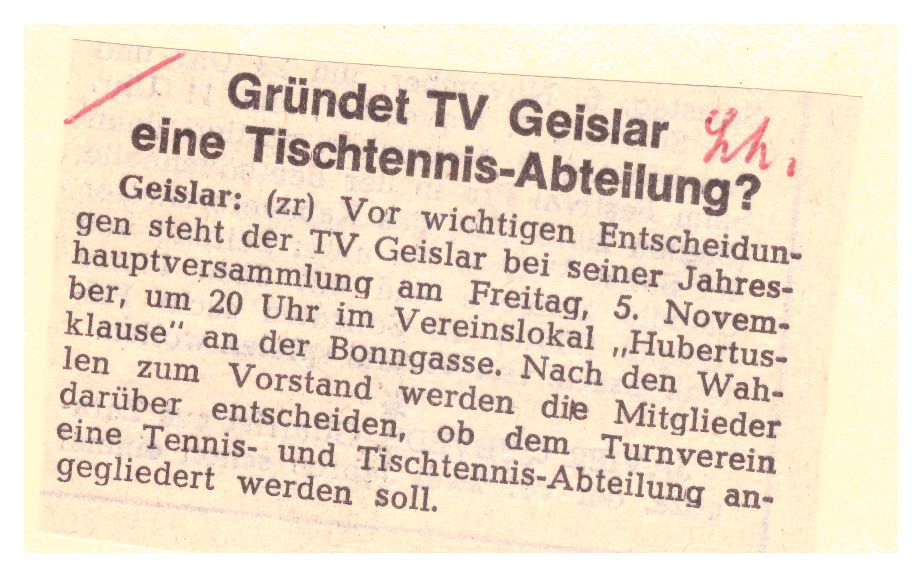 Gründet TV Geislar
eine Tischtennis-Abteilung?
Geislar: (zr) Vor wichtigen Entscheidun-
gen steht der TV Geislar bei seiner Jahres-
hauptversammlung am Freitag, 5. Novem-
ber, um 20 Uhr im Vereinslokal „Hubertus-
klause" an der Bonngasse. Nach den Wah-
len zum Vorstand werden die Mitglieder
darüber entscheiden, ob dem Turnverein
eine Tennis- und Tischtennis-Abteilung an-
gegliedert werden soll.